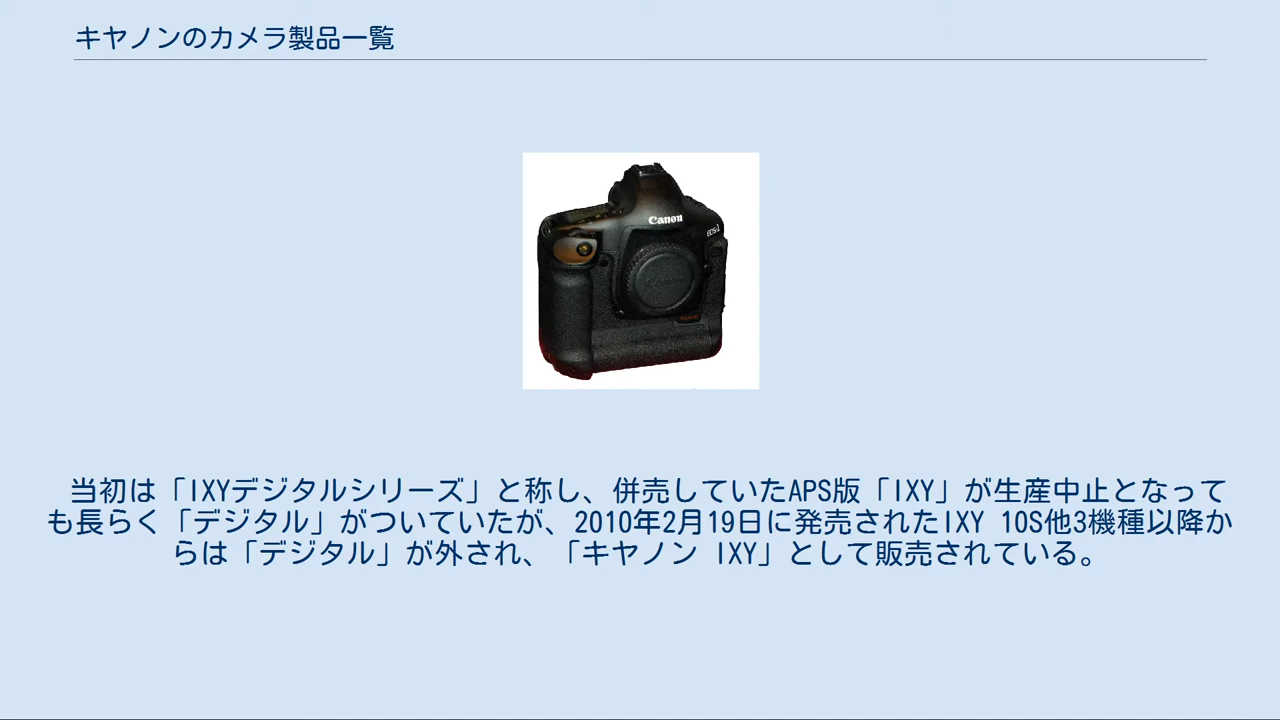 キヤノンのカメラ製品一覧
Canon
EOS-1
当初は「IXYデジタルシリーズ」と称し、併売していたAPS版「IXY」が生産中止となって
も長らく「デジタル」がついていたが、2010年2月19日に発売されたIXY 10S他3機種以降か
らは「デジタル」が外され、「キヤノン IXY」として販売されている。